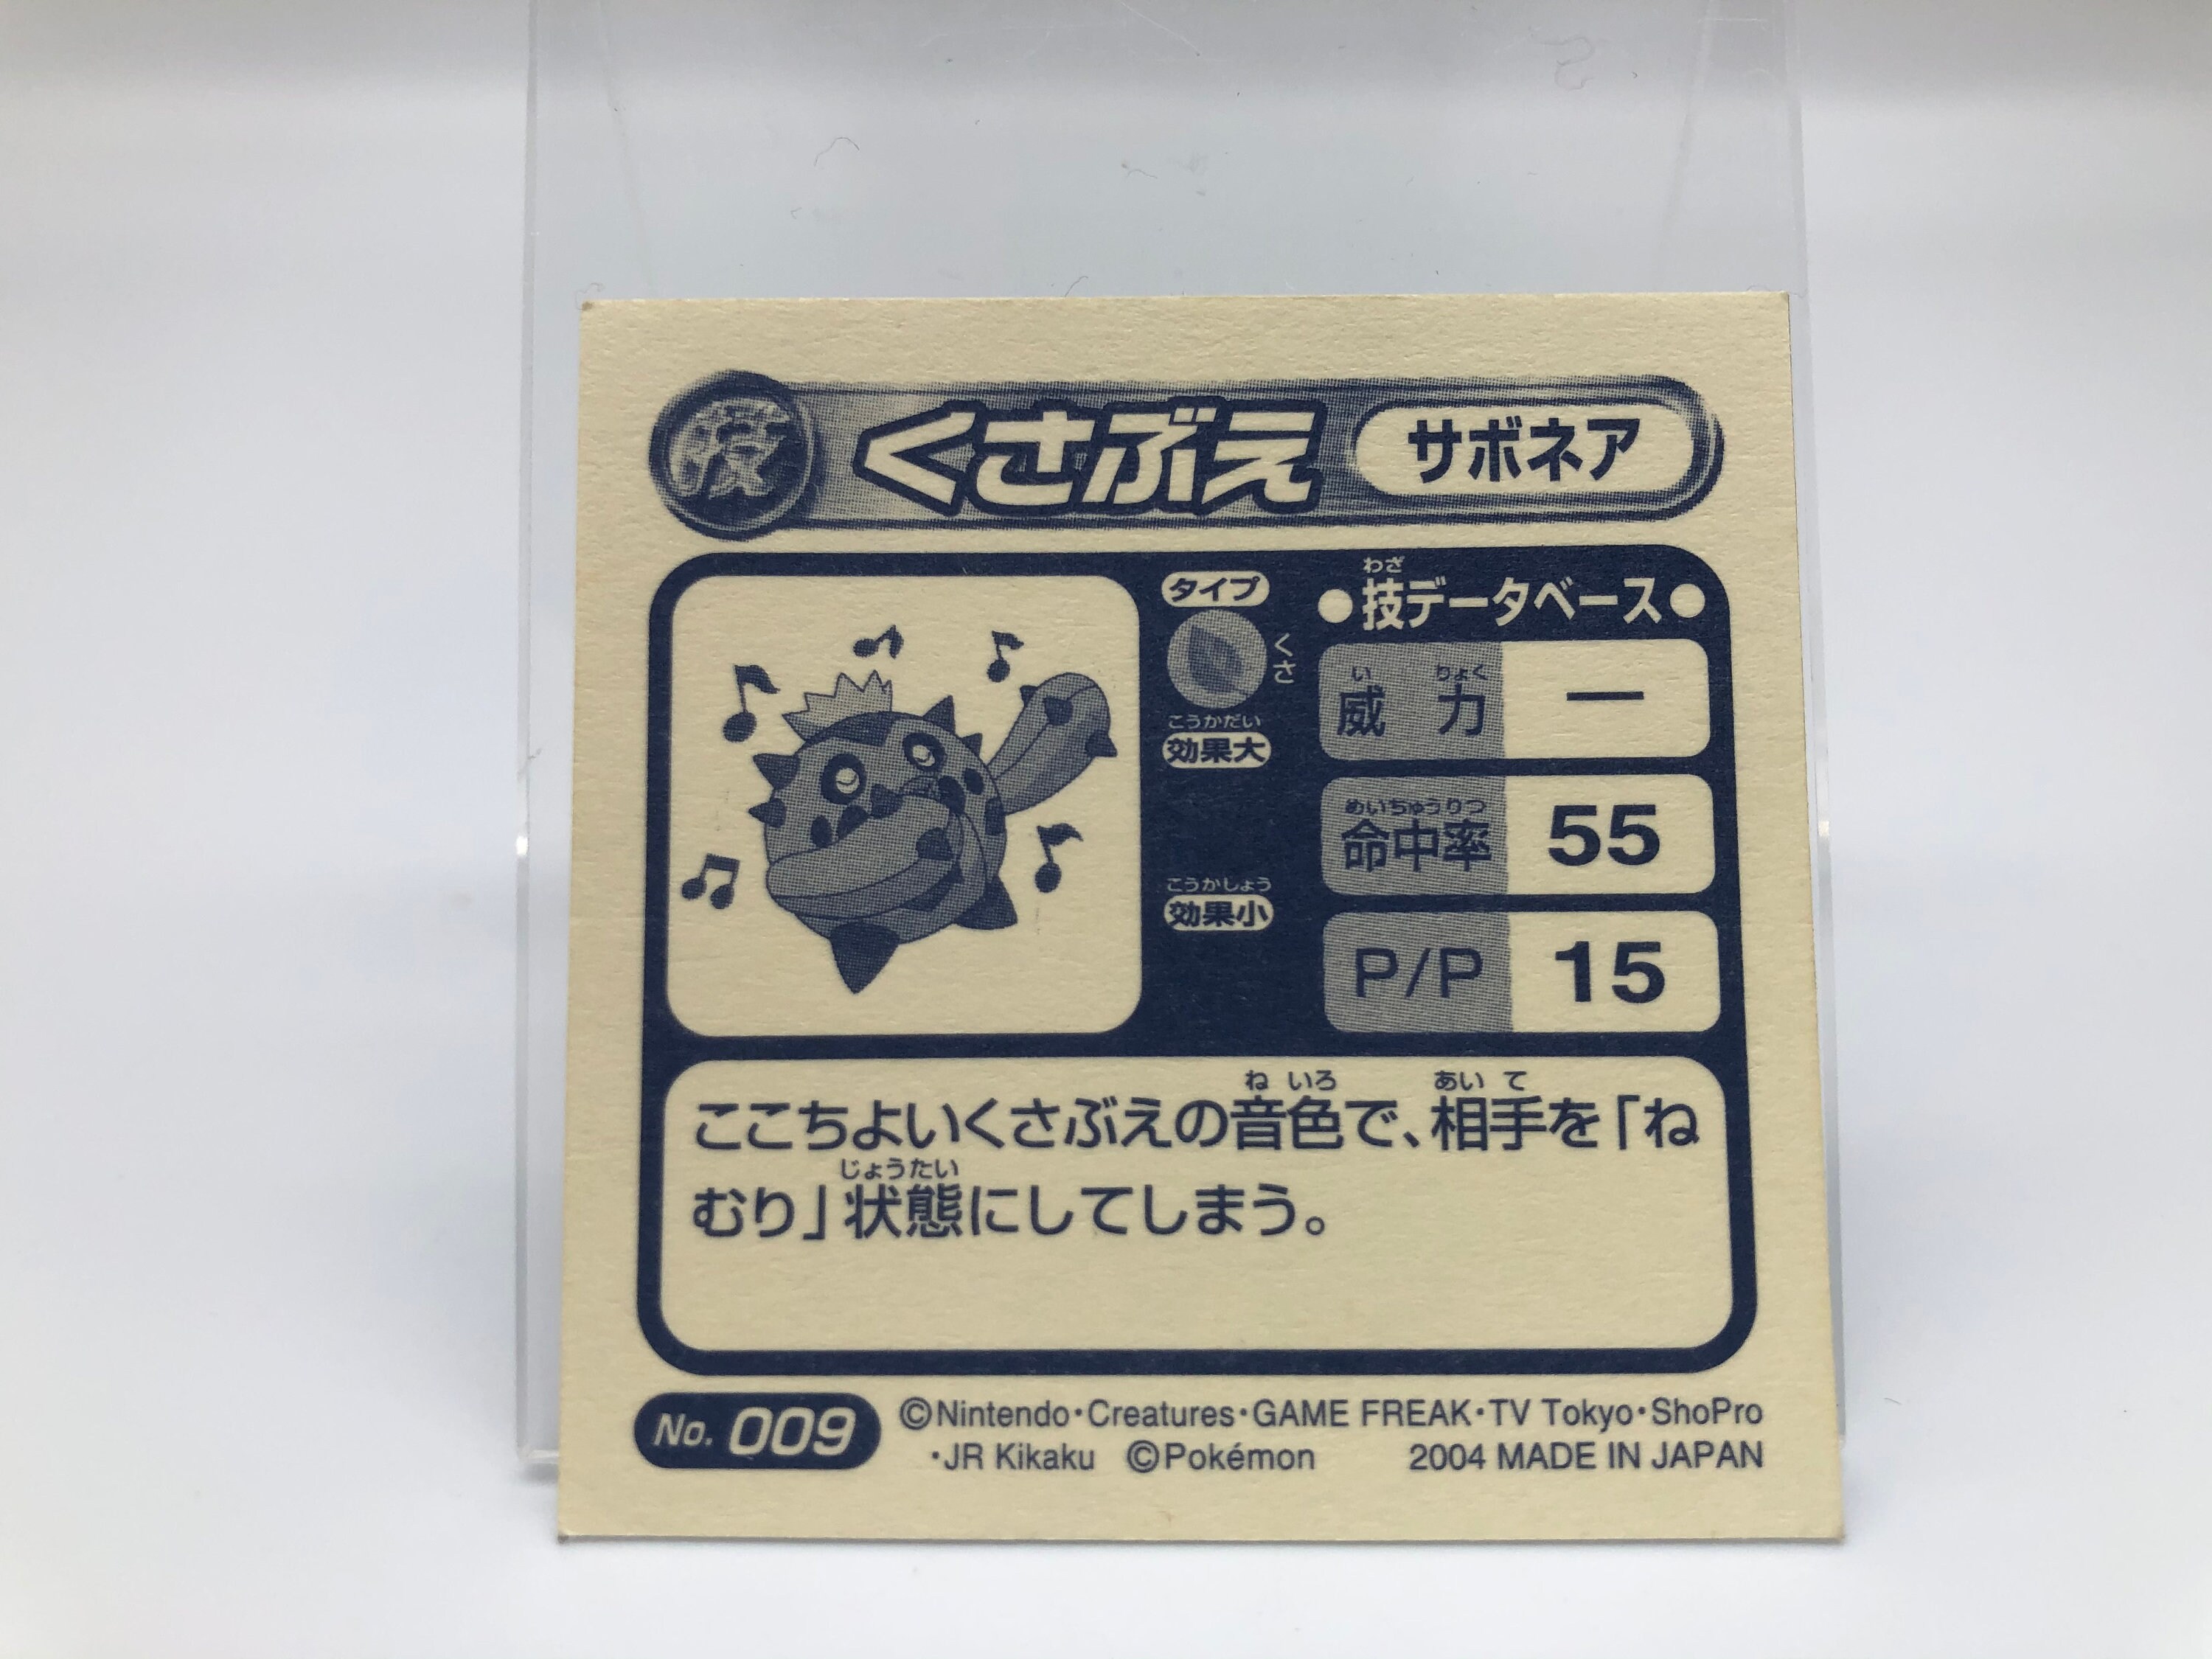 技 くさぶえ サボネア
タイプ
くさ
こうかだい
効果大
こうかしょう
効果小
わざ
●技データベース●
いりょく
威力 ー
めいちゅうりつ
命中率 55
P/P 15
ねいろ あいて
ここちよいくさぶえの音色で、相手を「ね
じょうたい
むり」状態にしてしまう。
No. 009
©Nintendo・Creatures・GAME FREAK・TV Tokyo・ShoPro
・JR Kikaku ©Pokémon 2004 MADE IN JAPAN